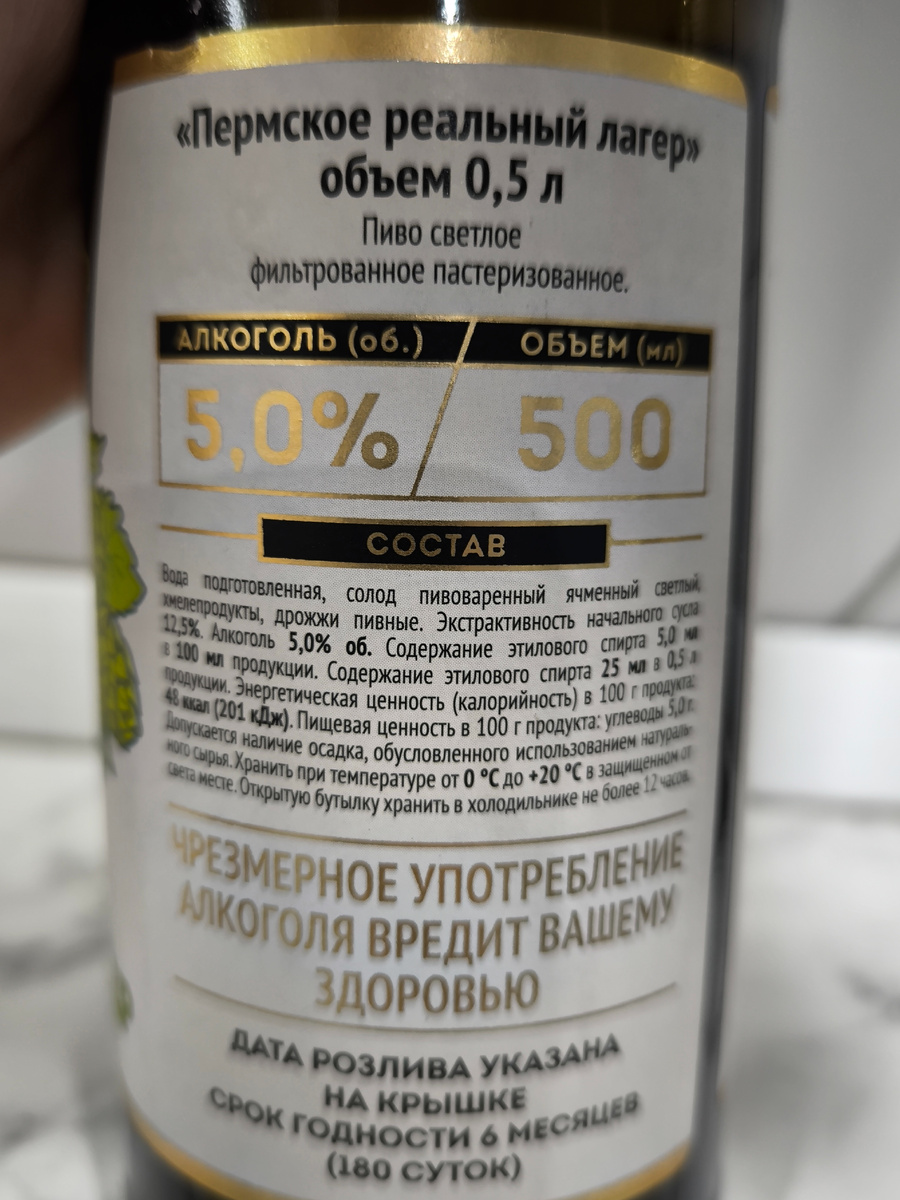 «Пермское реальный лагер»
объем 0,5 л
Пиво светлое
фильтрованное пастеризованное.
АЛКОГОЛЬ (об.) ОБЪЕМ (мл)
5,0% 500
СОСТАВ
Вода подготовленная, солод пивоваренный ячменный светлый,
хмелепродукты, дрожжи пивные. Экстрактивность начального сусла
12,5%. Алкоголь 5,0% об. Содержание этилового спирта 5,0 мл
в 100 мл продукции. Содержание этилового спирта 25 мл в 0,5 л
продукции. Энергетическая ценность (калорийность) в 100 г продукта:
48 ккал (201 кДж). Пищевая ценность в 100 г продукта: углеводы 5,0 г.
Допускается наличие осадка, обусловленного использованием натураль-
ного сырья. Хранить при температуре от 0 °C до +20 °C в защищенном от
света месте. Открытую бутылку хранить в холодильнике не более 12 часов.
ЧРЕЗМЕРНОЕ УПОТРЕБЛЕНИЕ
АЛКОГОЛЯ ВРЕДИТ ВАШЕМУ
ЗДОРОВЬЮ
ДАТА РОЗЛИВА УКАЗАНА
НА КРЫШКЕ
СРОК ГОДНОСТИ 6 МЕСЯЦЕВ
(180 СУТОК)